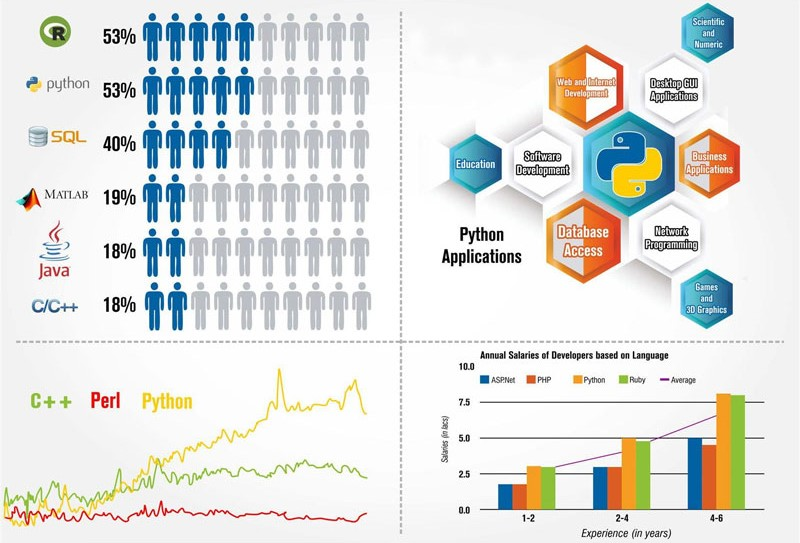 R
53%
python
53%
SQL
40%
MATLAB
19%
Java
18%
C/C++
18%
Scientific
and
Numeric
Web and Internet
Development
Desktop GUI
Applications
Education
Software
Development
Business
Applications
Python
Applications
Database
Access
Network
Programming
Games
and
3D Graphics
C++ Perl Python
Annual Salaries of Developers based on Language
ASP.Net PHP Python Ruby Average
Salaries (in lacs)
10.0
7.5
5.0
2.5
0.0
1-2 2-4 4-6
Experience (in years)